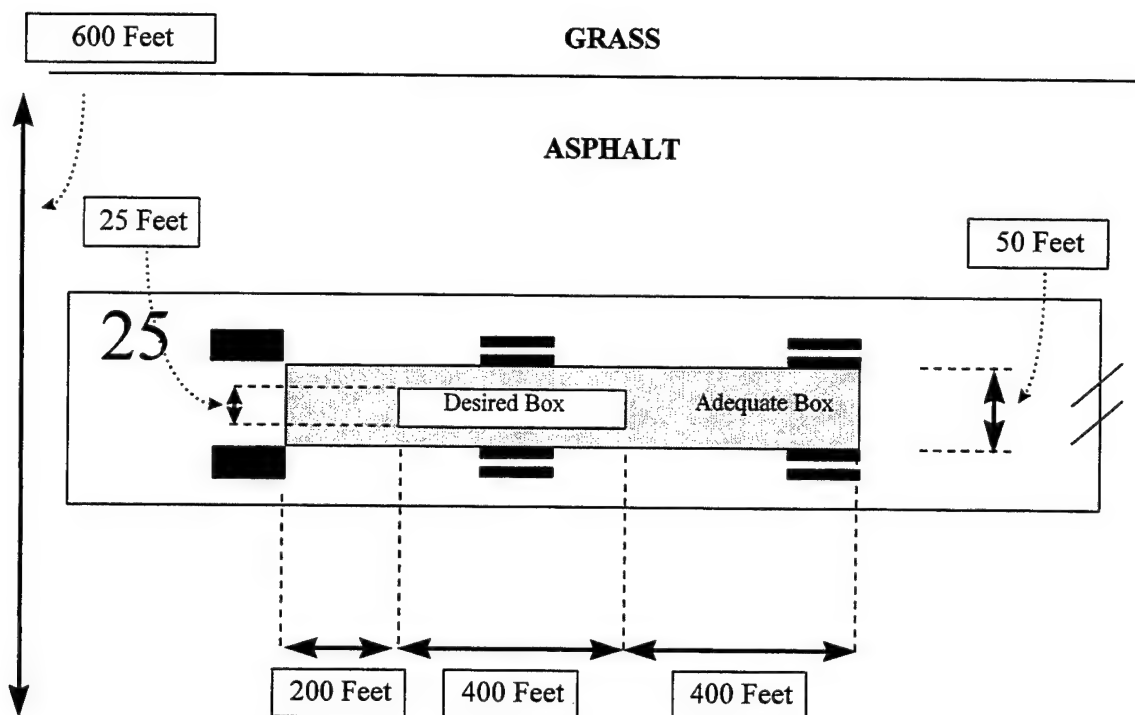 600 Feet
GRASS
ASPHALT
25 Feet
50 Feet
25
Desired Box
Adequate Box
200 Feet
400 Feet
400 Feet